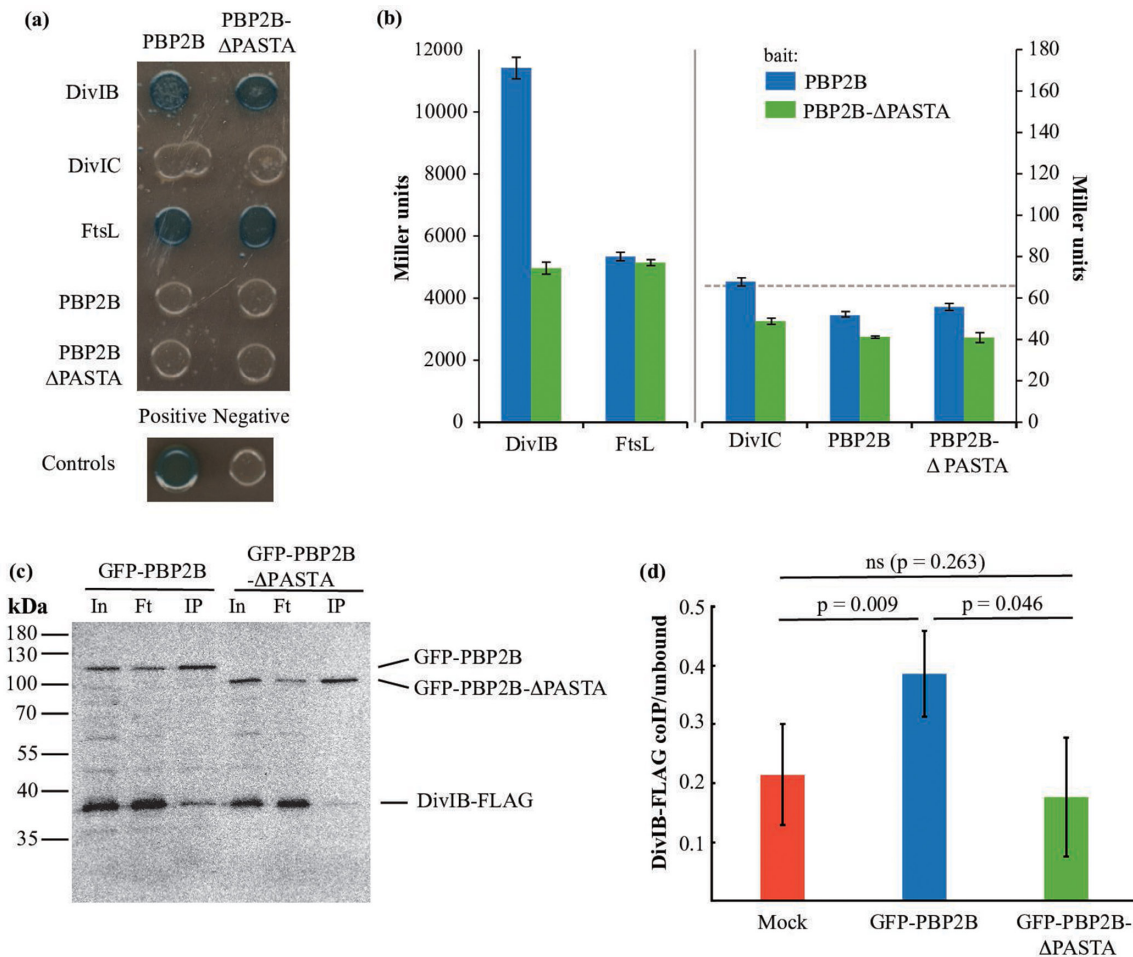 (a)
PBP2B
PBP2B-
ΔPASTA
DivIB
DivIC
FtsL
PBP2B
PBP2B
ΔPASTA
Positive Negative
Controls
(b)
12000
10000
8000
6000
4000
2000
0
Miller units
bait:
PBP2B
PBP2B-ΔPASTA
180
160
140
120
100
80
60
40
20
0
Miller units
DivIB
FtsL
DivIC
PBP2B
PBP2B-
Δ PASTA
(c)
GFP-PBP2B
GFP-PBP2B
-ΔPASTA
kDa
In Ft IP In Ft IP
180
130
100
70
55
40
35
GFP-PBP2B
GFP-PBP2B-ΔPASTA
DivIB-FLAG
(d)
ns (p = 0.263)
p = 0.009
p = 0.046
0.5
0.4
0.3
0.2
0.1
DivIB-FLAG coIP/unbound
Mock
GFP-PBP2B
GFP-PBP2B-
ΔPASTA